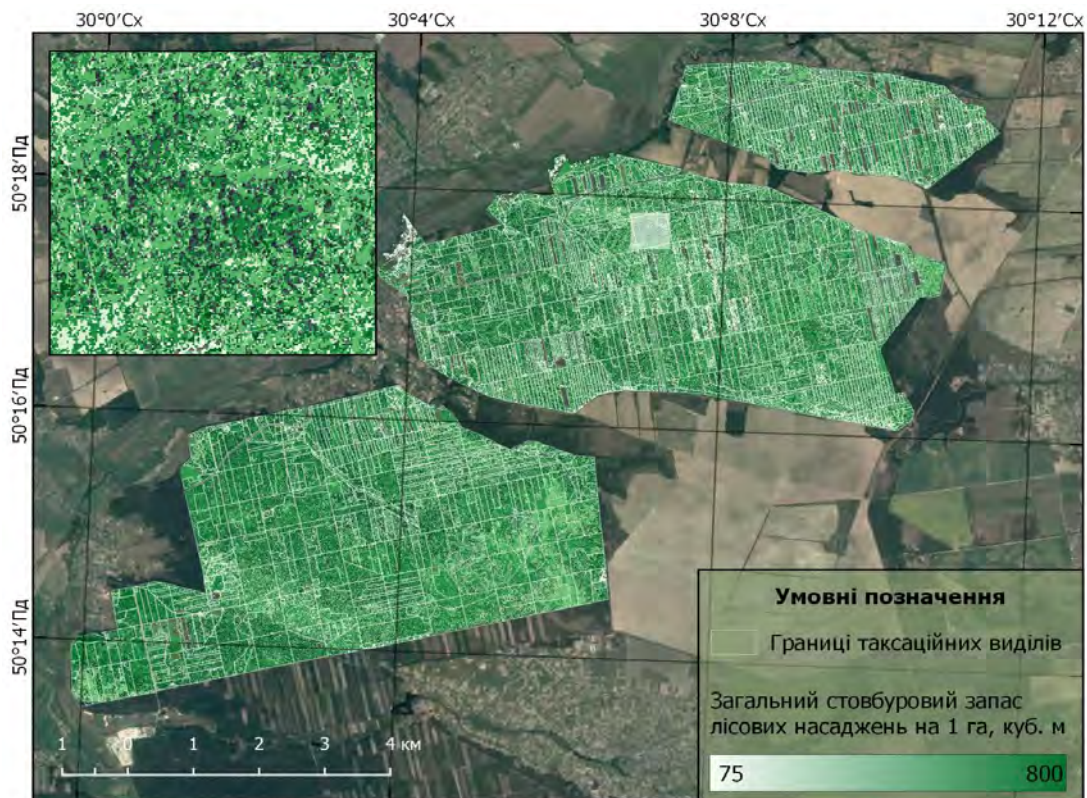 30°0'Сх
30°4'Сх
30°8'Сх
30°12'Сх
50°18'Пд
50°16'Пд
50°14'Пд
1 0 1 2 3 4 км
Умовні позначення
Границі таксаційних виділів
Загальний стовбуровий запас
лісових насаджень на 1 га, куб. м
75
800